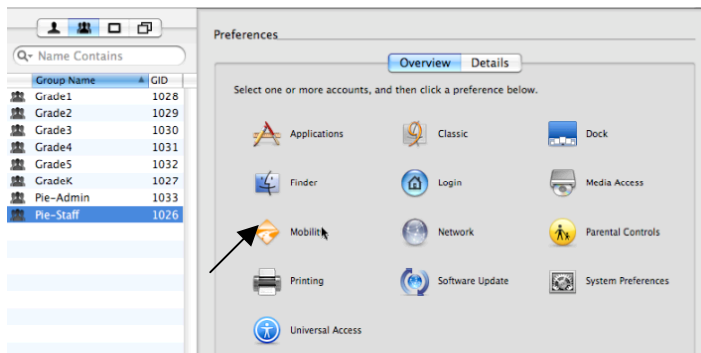 Preferences
Name Contains
Overview Details
Group Name GID
Select one or more accounts, and then click a preference below.
Grade1 1028
Grade2 1029
Grade3 1030
Grade4 1031
Grade5 1032
GradeK 1027
Pie-Admin 1033
Pie-Staff 1026
Applications Classic Dock
Finder Login Media Access
Mobility Network Parental Controls
Printing Software Update System Preferences
Universal Access